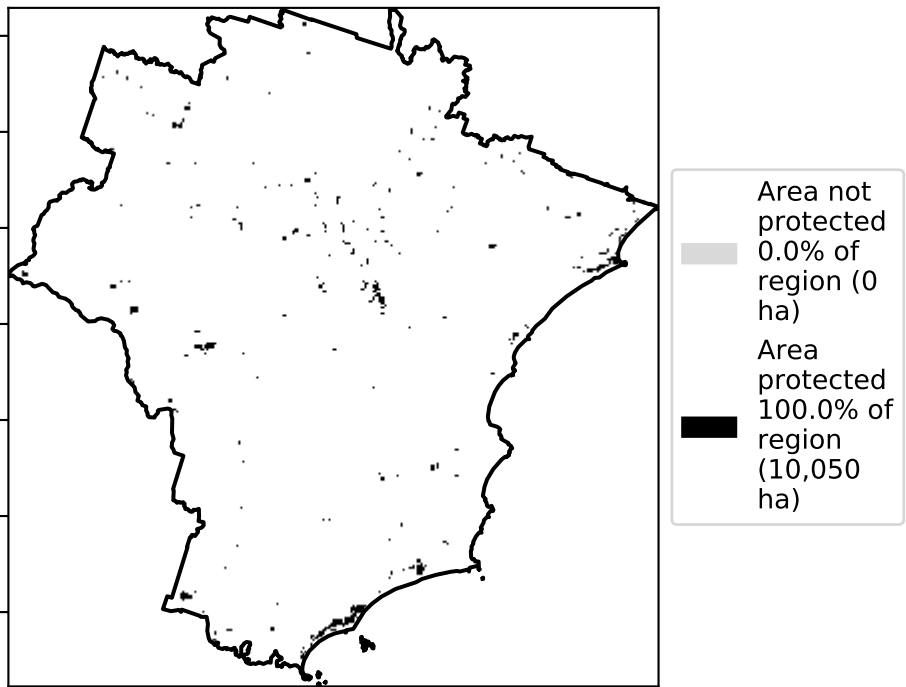 Area not
protected
0.0% of
region (0
ha)
Area
protected
100.0% of
region
(10,050
ha)